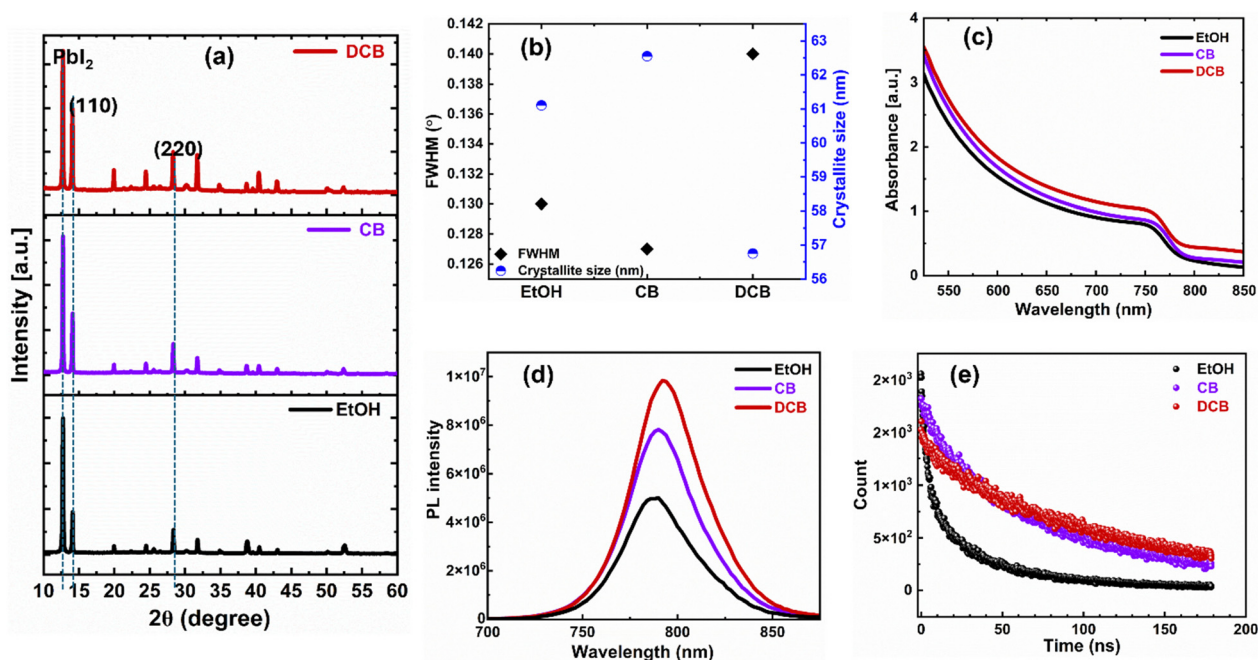 (a)
PbI2
DCB
(110)
(220)
CB
EtOH
Intensity [a.u.]
10 15 20 25 30 35 40 45 50 55 60
2θ (degree)
(b)
0.142
0.140
0.138
0.136
0.134
0.132
0.130
0.128
0.126
FWHM (°)
63
62
61
60
59
58
57
56
Crystallite size (nm)
FWHM
Crystallite size (nm)
EtOH CB DCB
(c)
EtOH
CB
DCB
4
3
2
1
0
Absorbance [a.u.]
550 600 650 700 750 800 850
Wavelength (nm)
(d)
EtOH
CB
DCB
1×10⁷
8×10⁶
6×10⁶
4×10⁶
2×10⁶
0
PL intensity
700 750 800 850
Wavelength (nm)
(e)
EtOH
CB
DCB
2×10³
2×10³
1×10³
5×10²
0
Count
0 50 100 150 200
Time (ns)